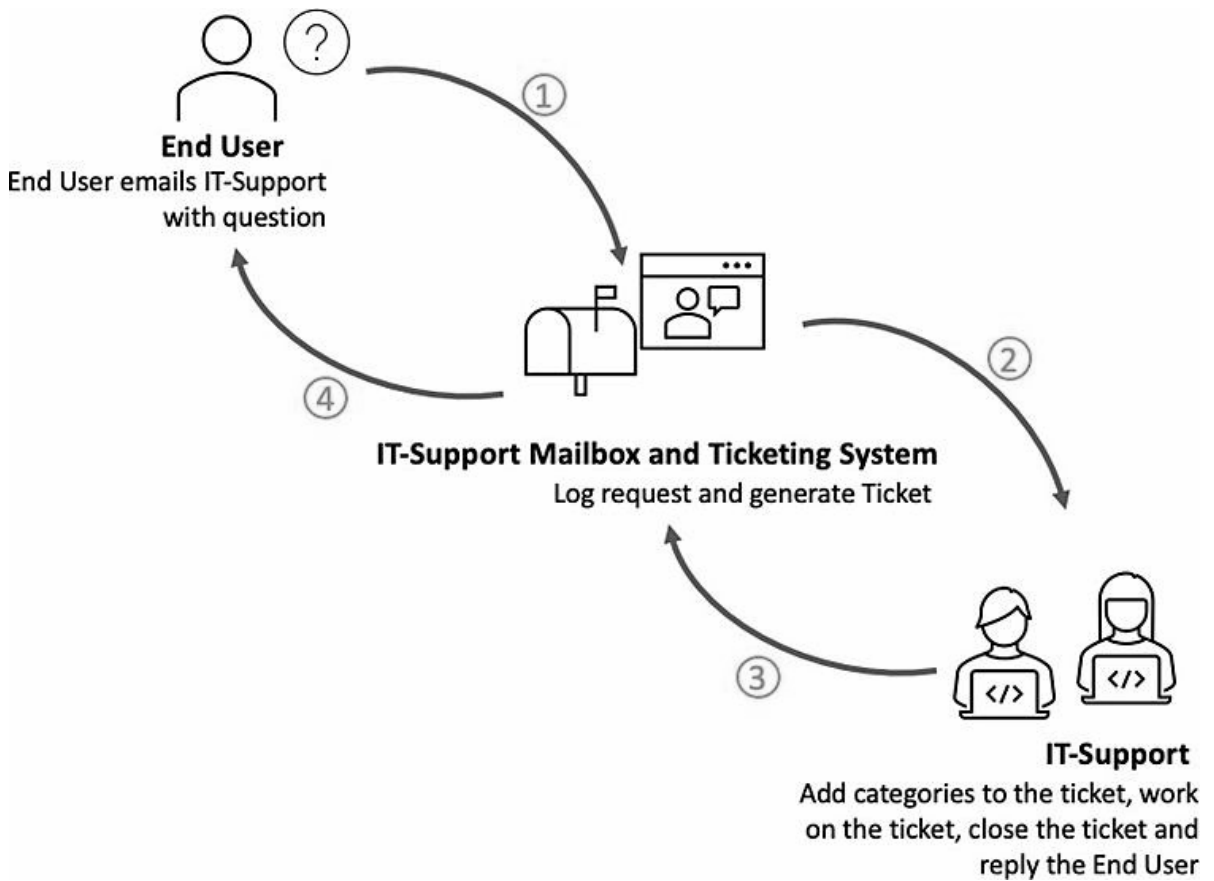 ?
1
End User
End User emails IT-Support
with question
2
4
IT-Support Mailbox and Ticketing System
Log request and generate Ticket
3
</>
</>
IT-Support
Add categories to the ticket, work
on the ticket, close the ticket and
reply the End User